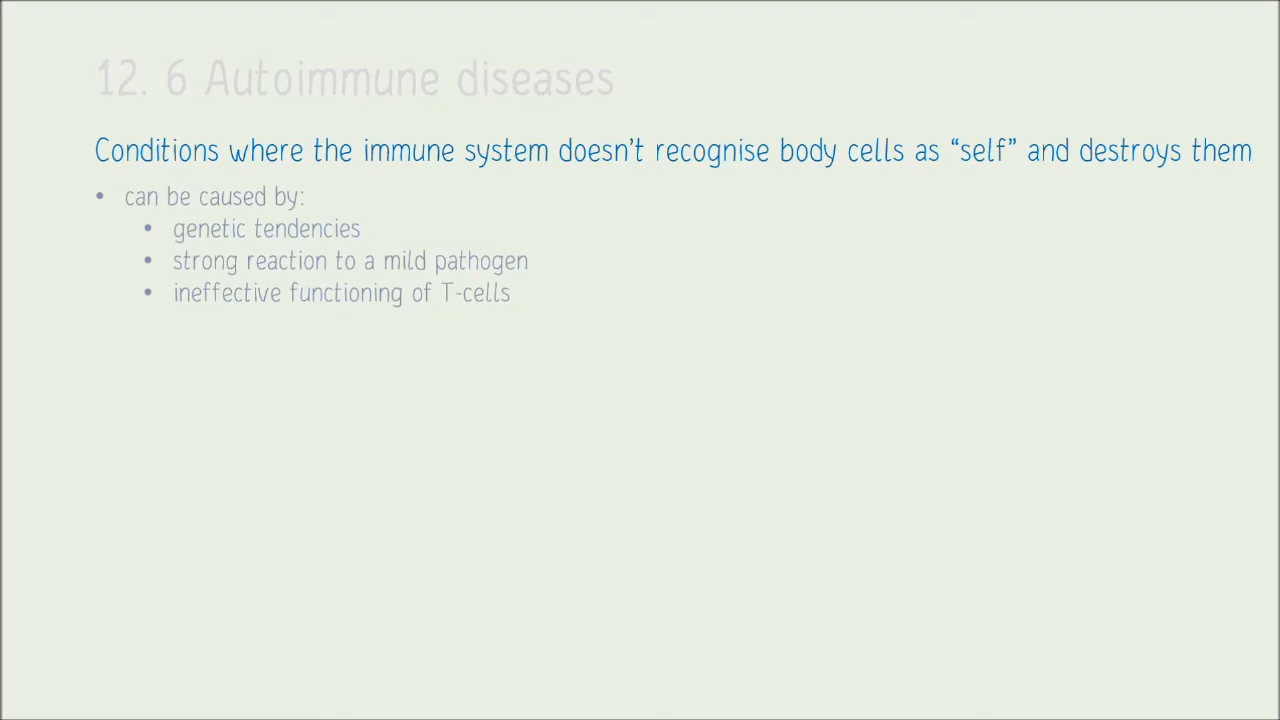 12. 6 Autoimmune diseases
Conditions where the immune system doesn't recognise body cells as “self” and destroys them
• can be caused by:
• genetic tendencies
• strong reaction to a mild pathogen
• ineffective functioning of T-cells